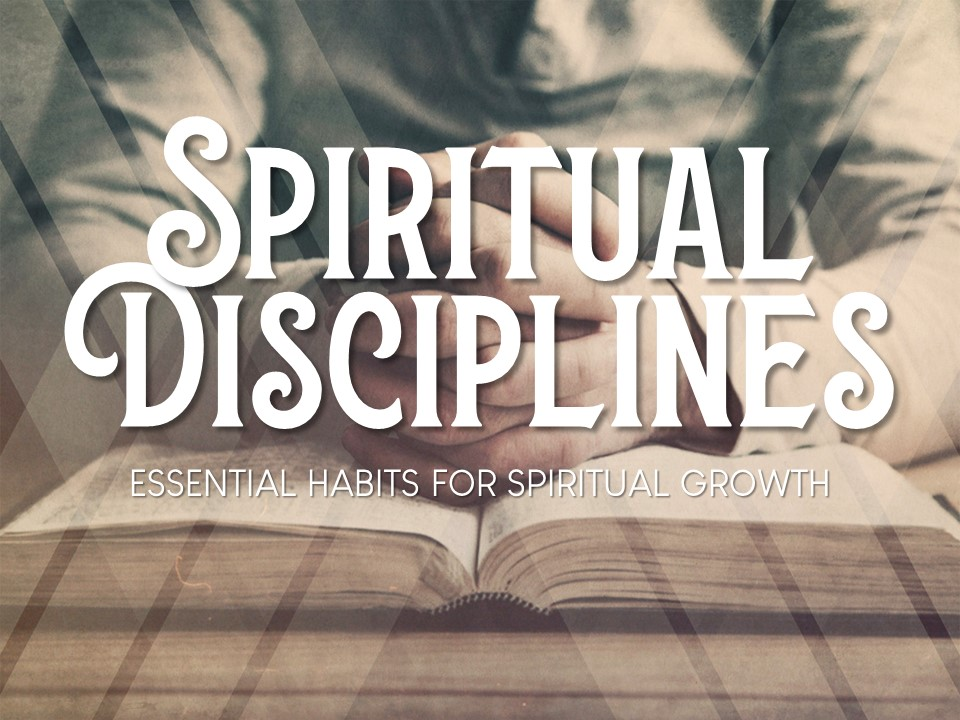 SPIRITUAL
DISCIPLINES
ESSENTIAL HABITS FOR SPIRITUAL GROWTH